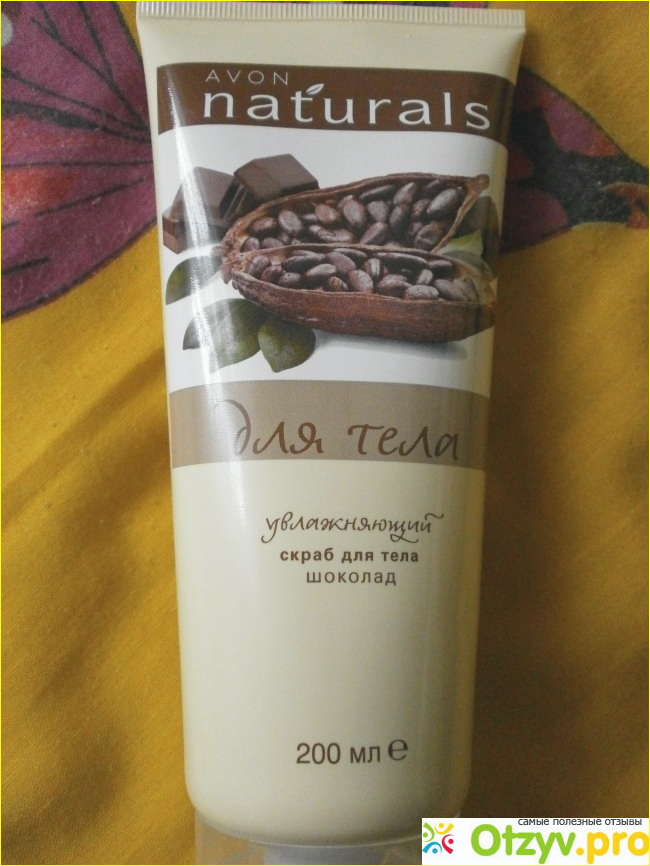 AVON
naturals
для тела
увлажняющий
скраб для тела
шоколад
200 мл e
самые полезные отзывы
Otzyv.pro